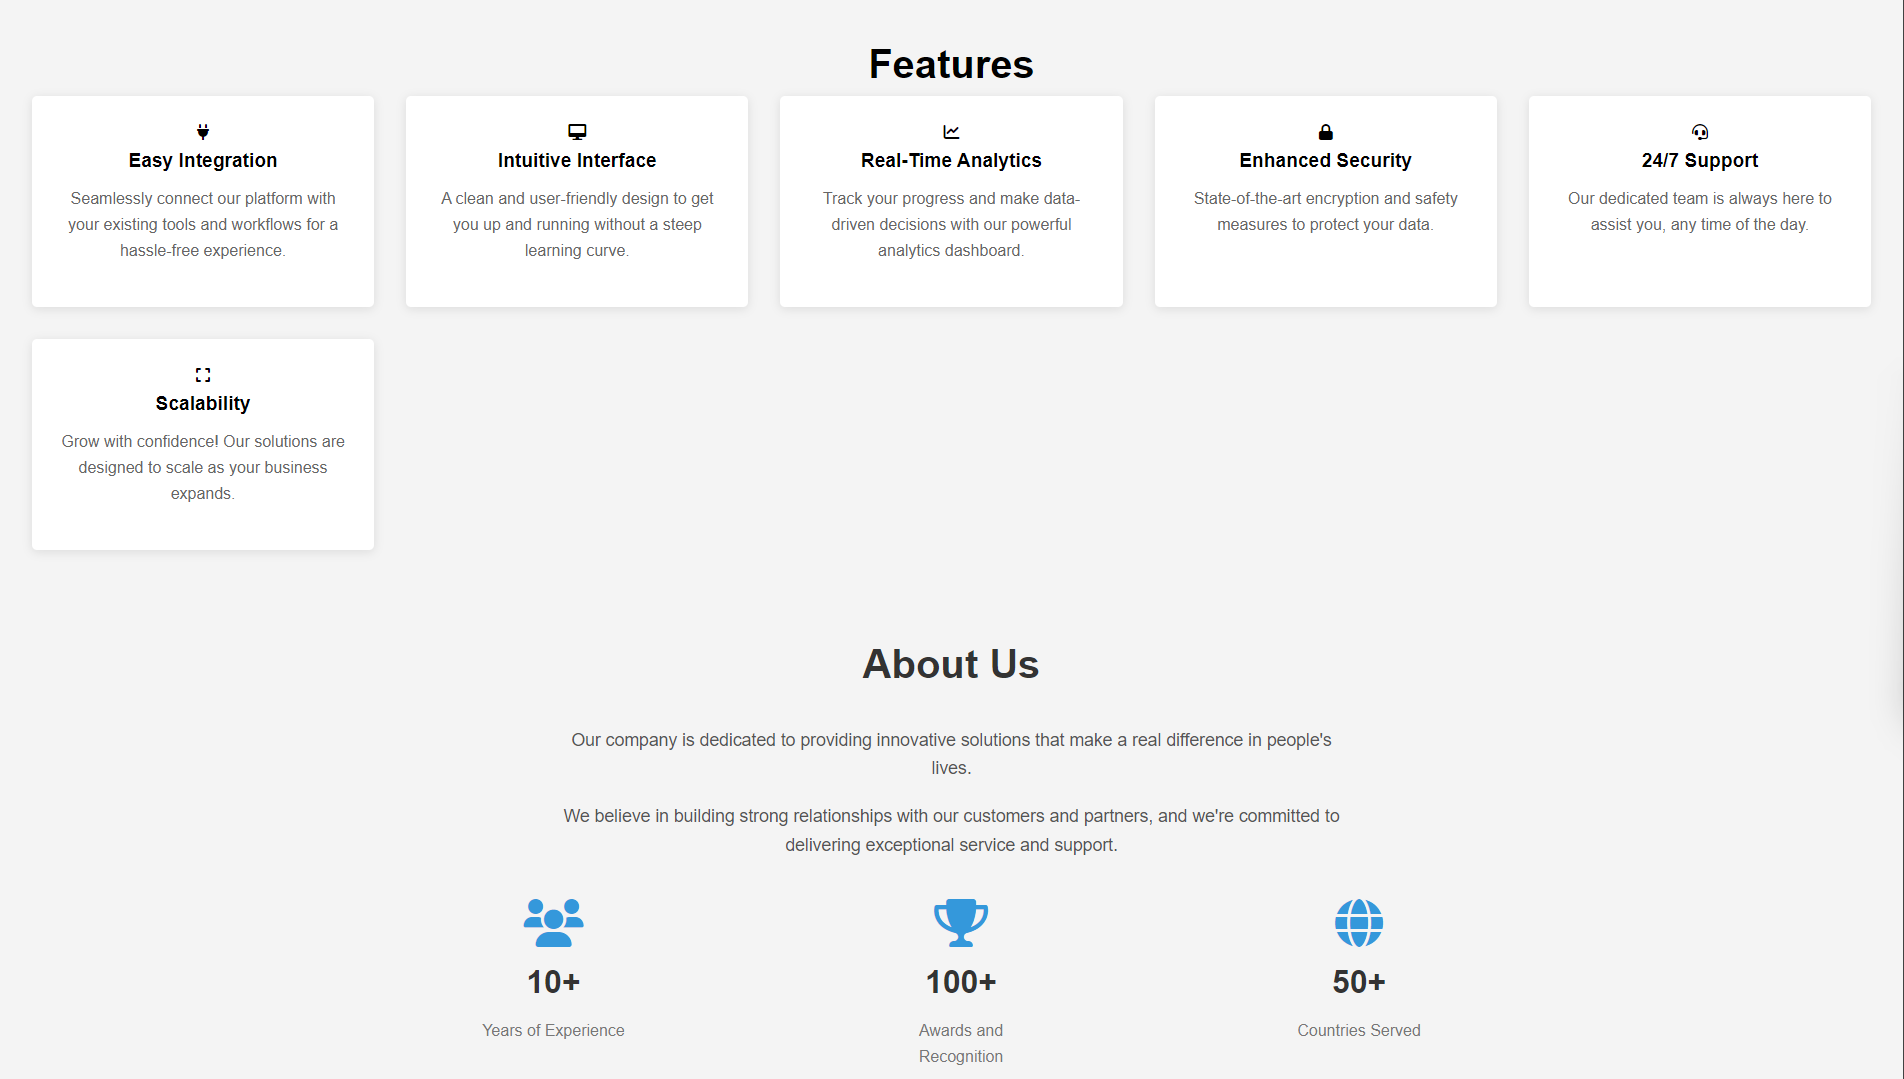 Features
Easy Integration
Seamlessly connect our platform with
your existing tools and workflows for a
hassle-free experience.
Intuitive Interface
A clean and user-friendly design to get
you up and running without a steep
learning curve.
Real-Time Analytics
Track your progress and make data-
driven decisions with our powerful
analytics dashboard.
Enhanced Security
State-of-the-art encryption and safety
measures to protect your data.
24/7 Support
Our dedicated team is always here to
assist you, any time of the day.
Scalability
Grow with confidence! Our solutions are
designed to scale as your business
expands.
About Us
Our company is dedicated to providing innovative solutions that make a real difference in people's
lives.
We believe in building strong relationships with our customers and partners, and we're committed to
delivering exceptional service and support.
10+
Years of Experience
100+
Awards and
Recognition
50+
Countries Served